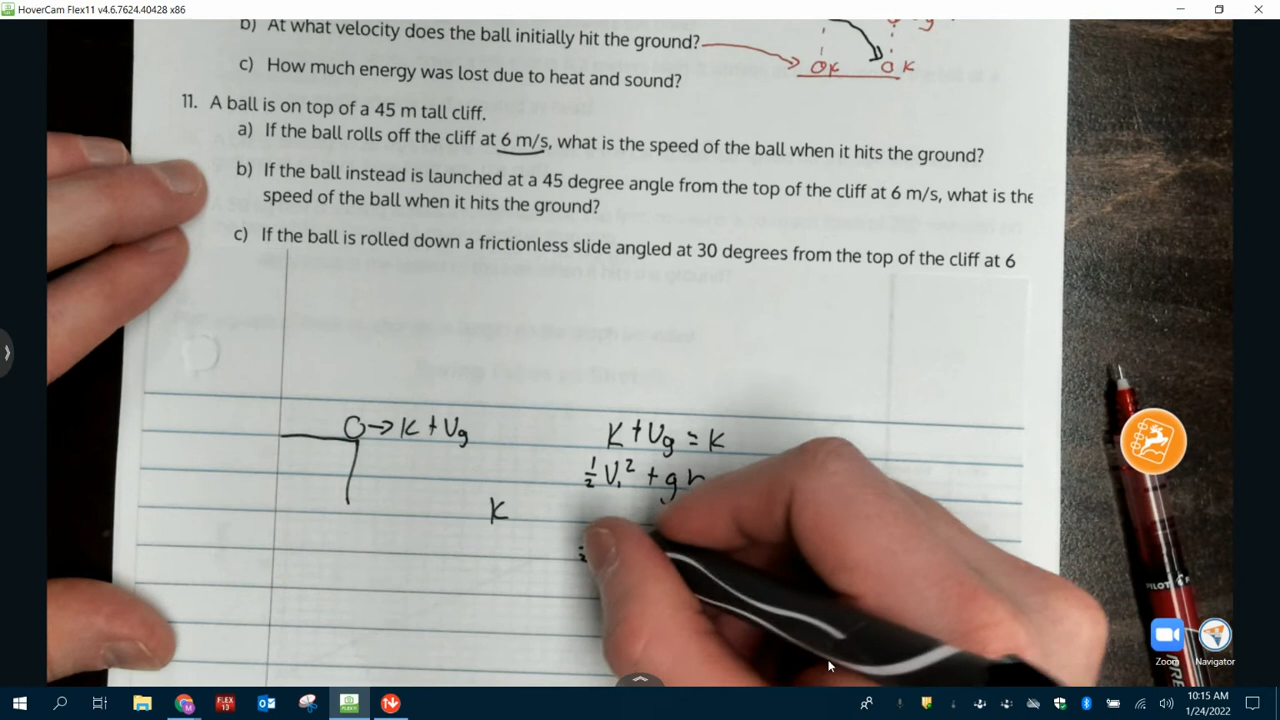 HoverCam Flex11 v4.6.7624.40428 x86
b) At what velocity does the ball initially hit the ground?
K
K
c) How much energy was lost due to heat and sound?
11. A ball is on top of a 45 m tall cliff.
a) If the ball rolls off the cliff at 6 m/s, what is the speed of the ball when it hits the ground?
b) If the ball instead is launched at a 45 degree angle from the top of the cliff at 6 m/s, what is the
speed of the ball when it hits the ground?
c) If the ball is rolled down a frictionless slide angled at 30 degrees from the top of the cliff at 6
O→K + Ug
K + Ug = K
½V₁² + gh
K
PILOT
Zoom
Navigator
FLEX
FLEX11
10:15 AM
1/24/2022